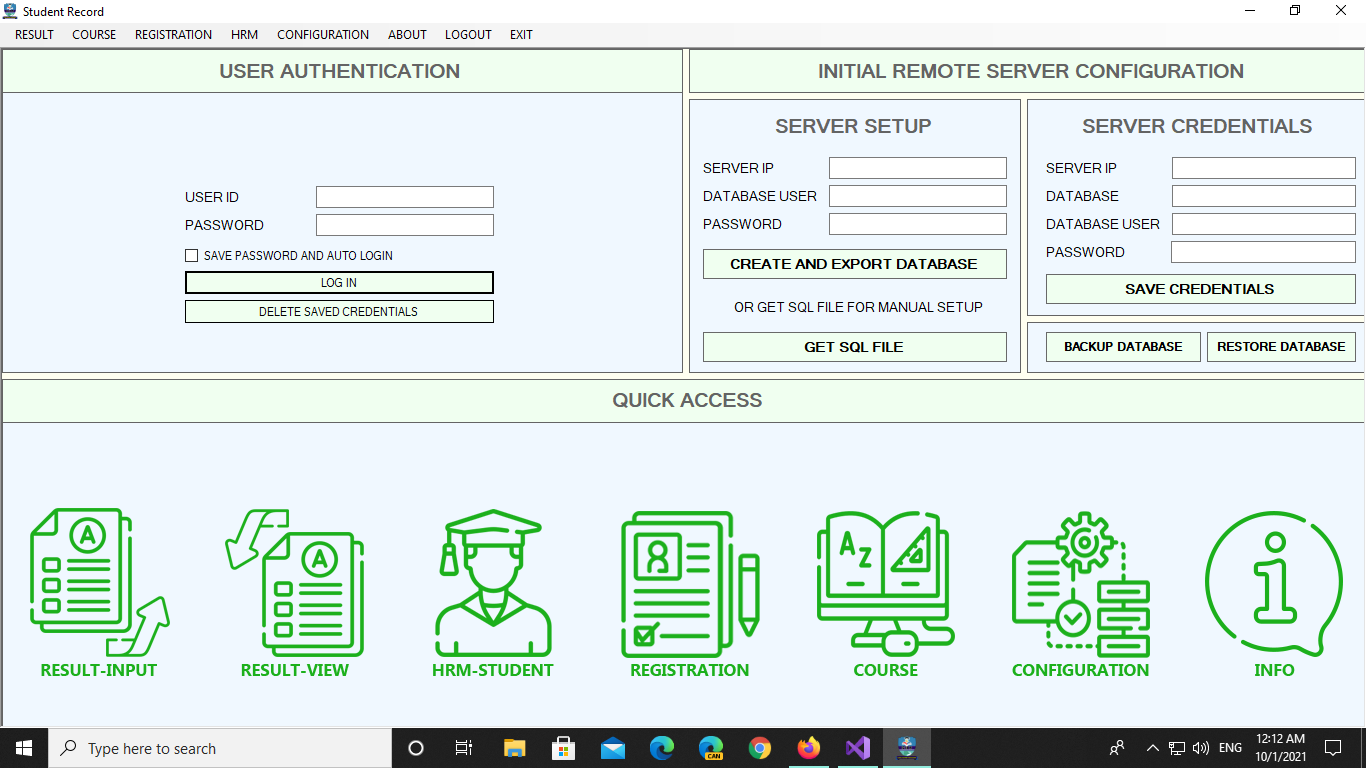 Student Record
RESULT COURSE REGISTRATION HRM CONFIGURATION ABOUT LOGOUT EXIT
USER AUTHENTICATION
USER ID
PASSWORD
SAVE PASSWORD AND AUTO LOGIN
LOG IN
DELETE SAVED CREDENTIALS
INITIAL REMOTE SERVER CONFIGURATION
SERVER SETUP
SERVER IP
DATABASE USER
PASSWORD
CREATE AND EXPORT DATABASE
OR GET SQL FILE FOR MANUAL SETUP
GET SQL FILE
SERVER CREDENTIALS
SERVER IP
DATABASE
DATABASE USER
PASSWORD
SAVE CREDENTIALS
BACKUP DATABASE RESTORE DATABASE
QUICK ACCESS
A
A
A Z
RESULT-INPUT RESULT-VIEW HRM-STUDENT REGISTRATION COURSE CONFIGURATION INFO
Type here to search
CAN
ENG
12:12 AM
10/1/2021